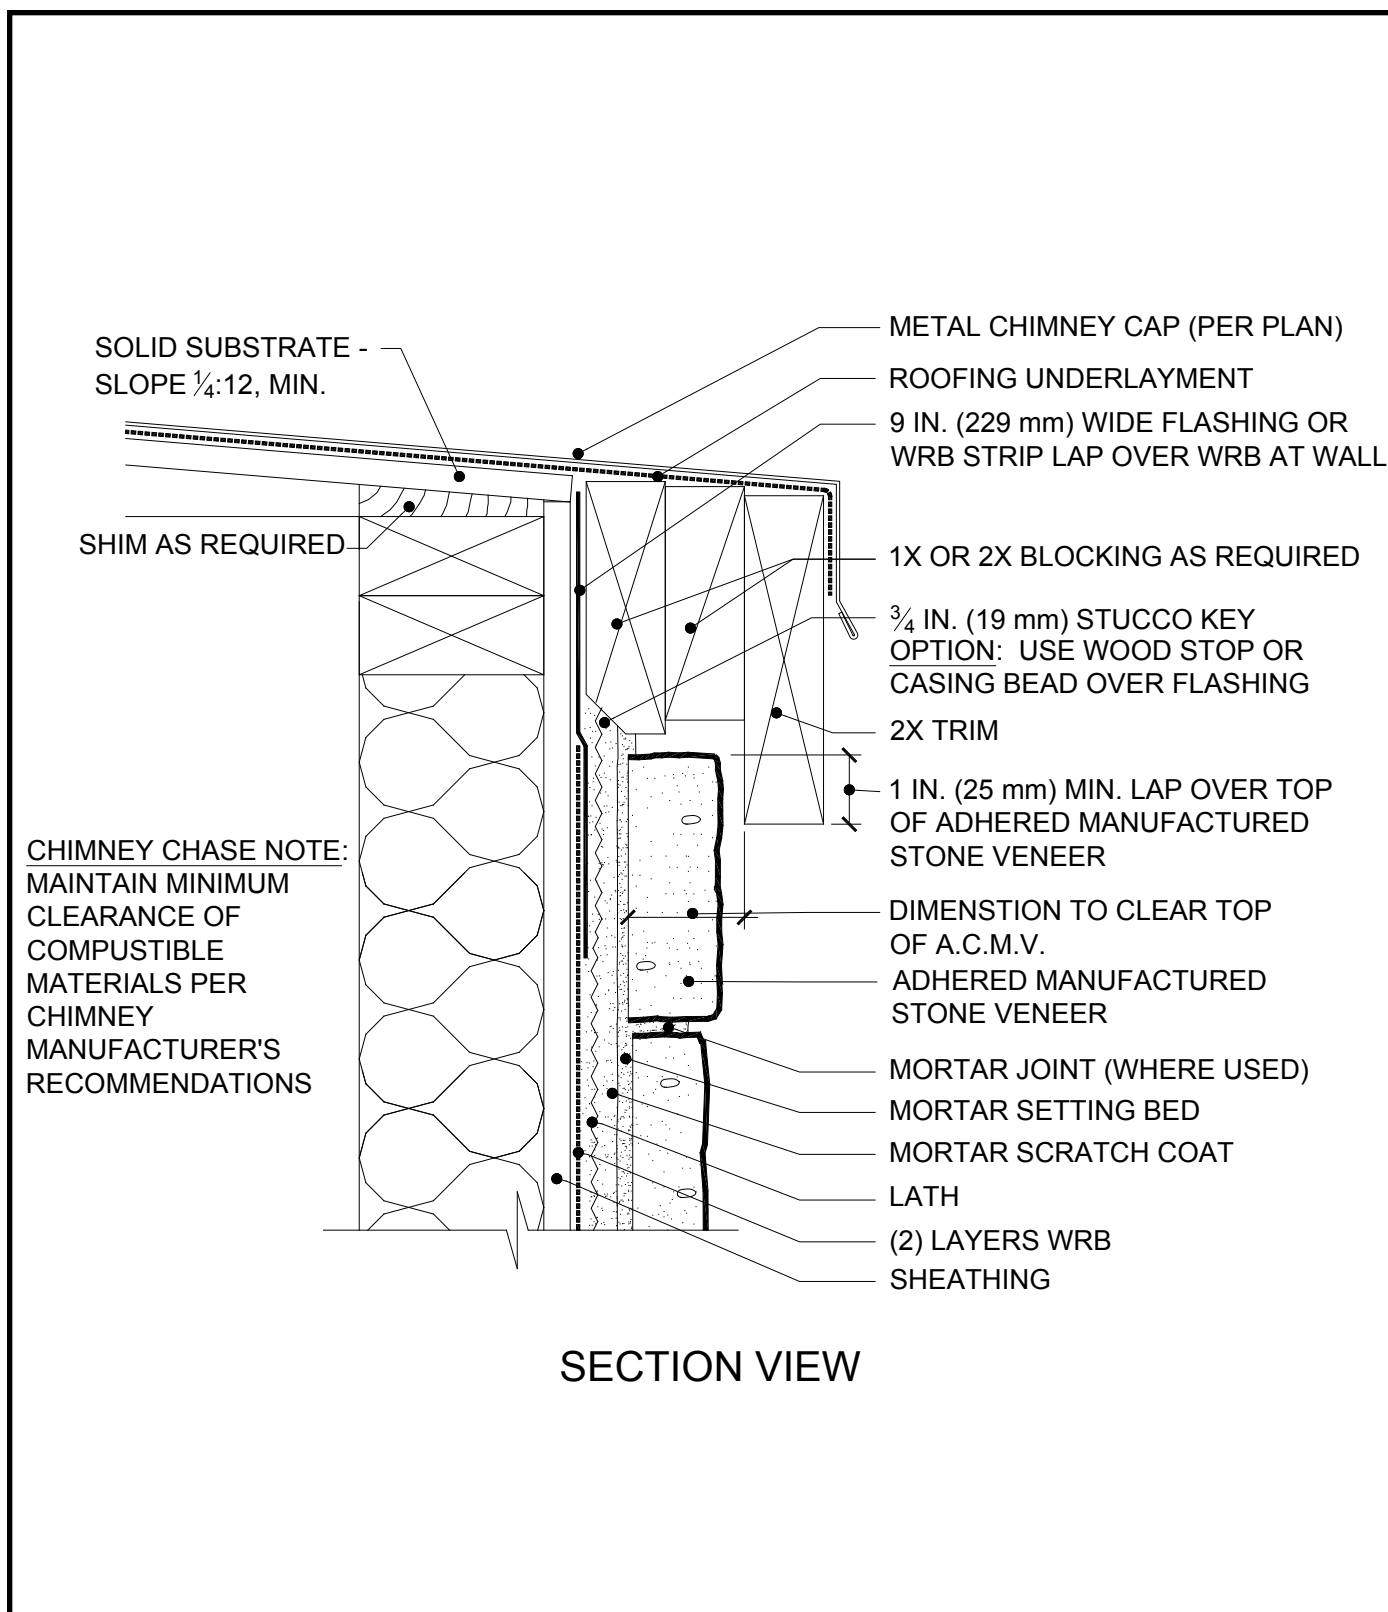 SOLID SUBSTRATE -
SLOPE ¼:12, MIN.
SHIM AS REQUIRED
CHIMNEY CHASE NOTE:
MAINTAIN MINIMUM
CLEARANCE OF
COMPUSTIBLE
MATERIALS PER
CHIMNEY
MANUFACTURER'S
RECOMMENDATIONS
METAL CHIMNEY CAP (PER PLAN)
ROOFING UNDERLAYMENT
9 IN. (229 mm) WIDE FLASHING OR
WRB STRIP LAP OVER WRB AT WALL
1X OR 2X BLOCKING AS REQUIRED
¾ IN. (19 mm) STUCCO KEY
OPTION: USE WOOD STOP OR
CASING BEAD OVER FLASHING
2X TRIM
1 IN. (25 mm) MIN. LAP OVER TOP
OF ADHERED MANUFACTURED
STONE VENEER
DIMENSTION TO CLEAR TOP
OF A.C.M.V.
ADHERED MANUFACTURED
STONE VENEER
MORTAR JOINT (WHERE USED)
MORTAR SETTING BED
MORTAR SCRATCH COAT
LATH
(2) LAYERS WRB
SHEATHING
SECTION VIEW